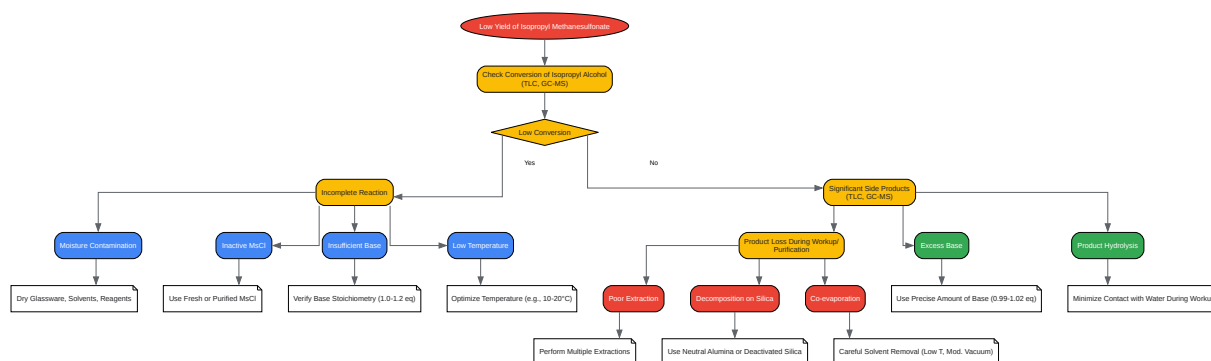 Low Yield of Isopropyl Methanesulfonate
Check Conversion of Isopropyl Alcohol
(TLC, GC-MS)
Low Conversion
Yes
No
Incomplete Reaction
Significant Side Products
(TLC, GC-MS)
Moisture Contamination
Inactive MsCl
Insufficient Base
Low Temperature
Product Loss During Workup/
Purification
Excess Base
Product Hydrolysis
Dry Glassware, Solvents, Reagents
Use Fresh or Purified MsCl
Verify Base Stoichiometry (1.0-1.2 eq)
Optimize Temperature (e.g., 10-20°C)
Poor Extraction
Decomposition on Silica
Co-evaporation
Use Precise Amount of Base (0.99-1.02 eq)
Minimize Contact with Water During Worku
Perform Multiple Extractions
Use Neutral Alumina or Deactivated Silica
Careful Solvent Removal (Low T, Mod. Vacuum)